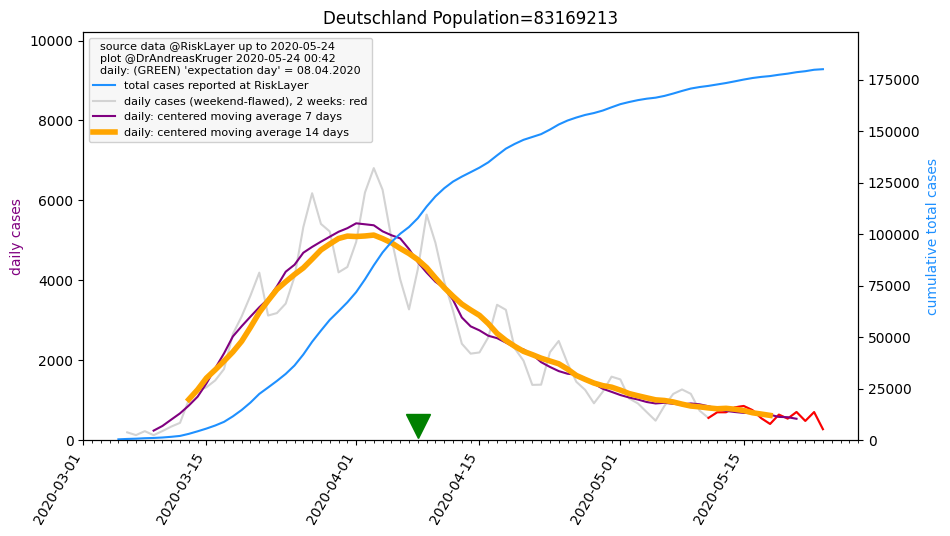 Deutschland Population=83169213
source data @RiskLayer up to 2020-05-24
plot @DrAndreasKruger 2020-05-24 00:42
daily: (GREEN) 'expectation day' = 08.04.2020
total cases reported at RiskLayer
daily cases (weekend-flawed), 2 weeks: red
daily: centered moving average 7 days
daily: centered moving average 14 days
daily cases
10000
8000
6000
4000
2000
0
175000
150000
125000
100000
75000
50000
25000
0
cumulative total cases
2020-03-01
2020-03-15
2020-04-01
2020-04-15
2020-05-01
2020-05-15